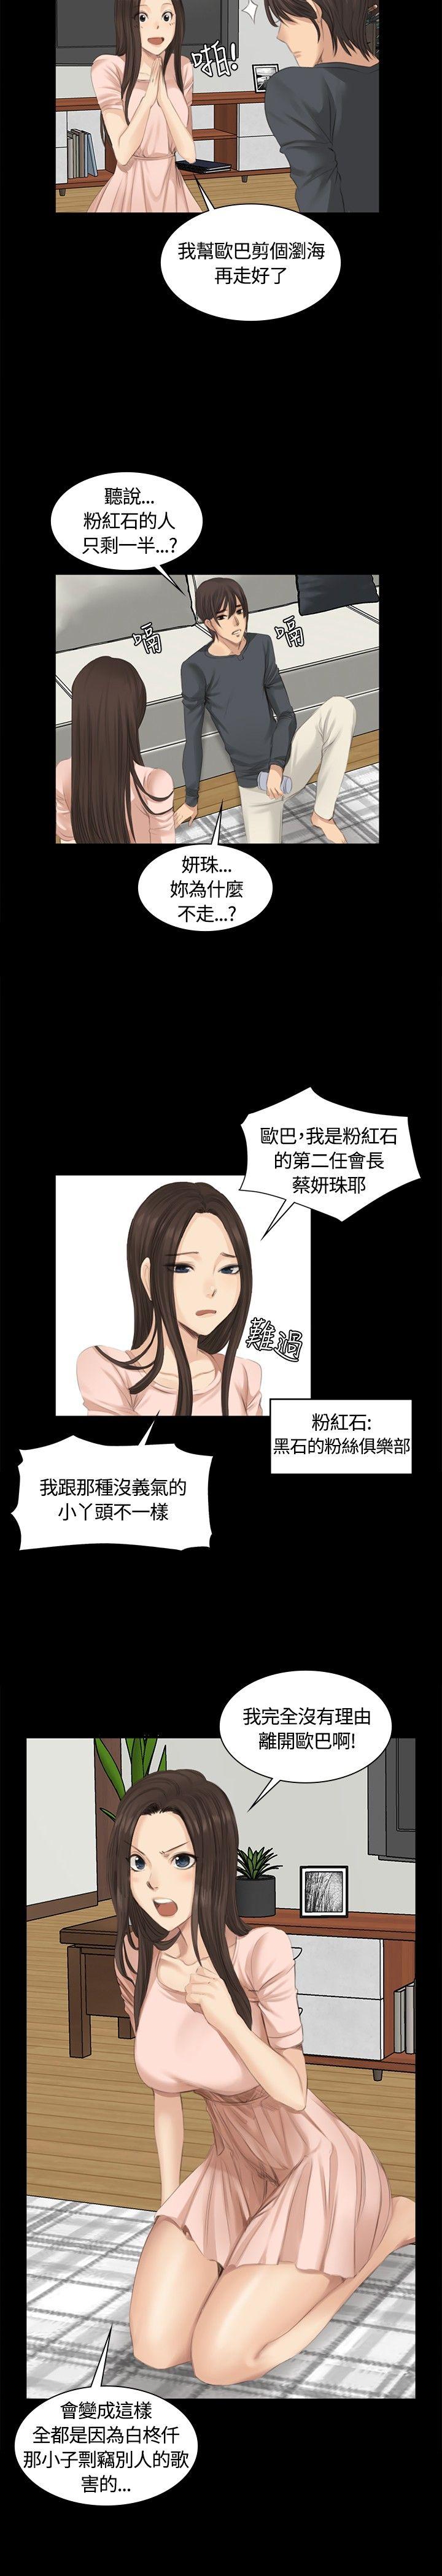 啪!
我幫歐巴剪個瀏海
再走好了
聽說...
粉紅石的人
只剩一半...?
嗝
嗝
妍珠...
妳為什麼
不走...?
歐巴,我是粉紅石
的第二任會長
蔡妍珠耶
難過
粉紅石:
黑石的粉絲俱樂部
我跟那種沒義氣的
小丫頭不一樣
我完全沒有理由
離開歐巴啊!
會變成這樣
全都是因為白柊仟
那小子剽竊別人的歌
害的...